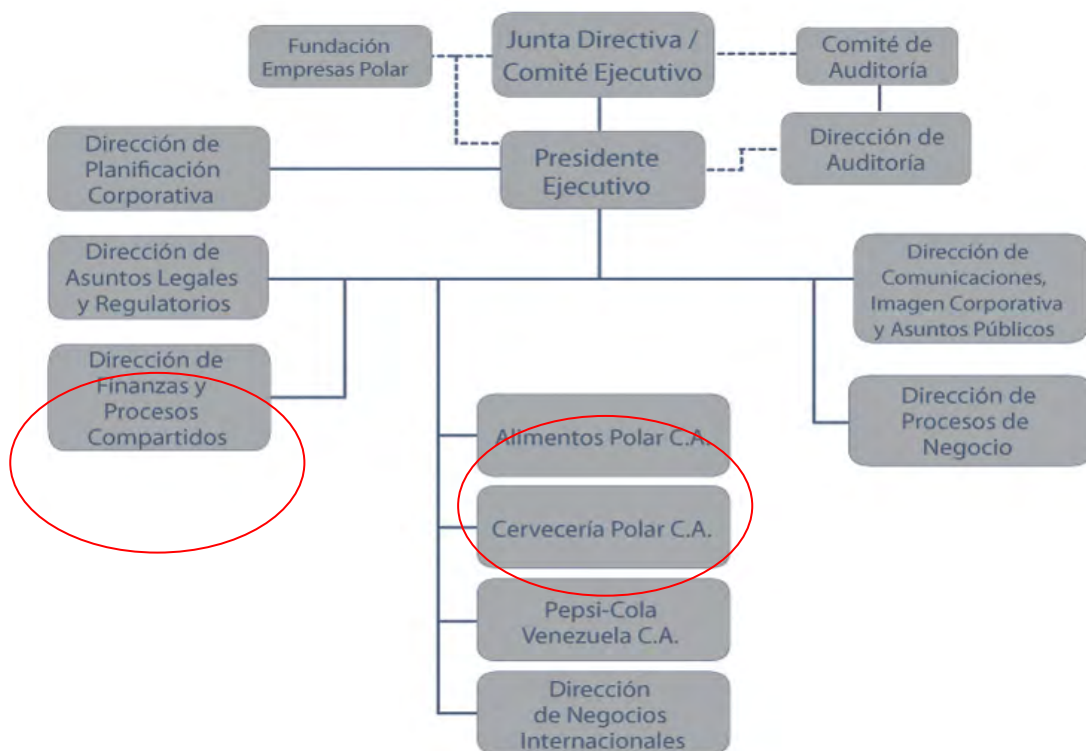 Fundación
Empresas Polar
Junta Directiva /
Comité Ejecutivo
Comité de
Auditoría
Dirección de
Planificación
Corporativa
Presidente
Ejecutivo
Dirección de
Auditoría
Dirección de
Asuntos Legales
y Regulatorios
Dirección de
Comunicaciones,
Imagen Corporativa
y Asuntos Públicos
Dirección de
Finanzas y
Procesos
Compartidos
Dirección de
Procesos de
Negocio
Alimentos Polar C.A.
Cervecería Polar C.A.
Pepsi-Cola
Venezuela C.A.
Dirección
de Negocios
Internacionales